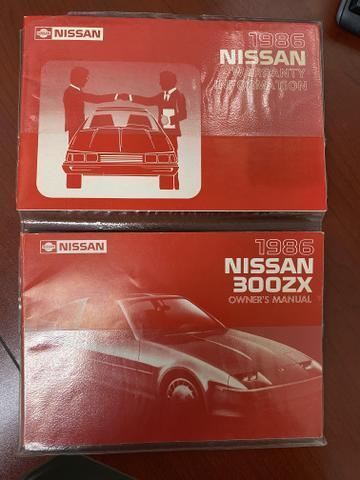 NISSAN
1986
NISSAN
WARRANTY
INFORMATION
NISSAN
1986
NISSAN
300ZX
OWNER'S MANUAL